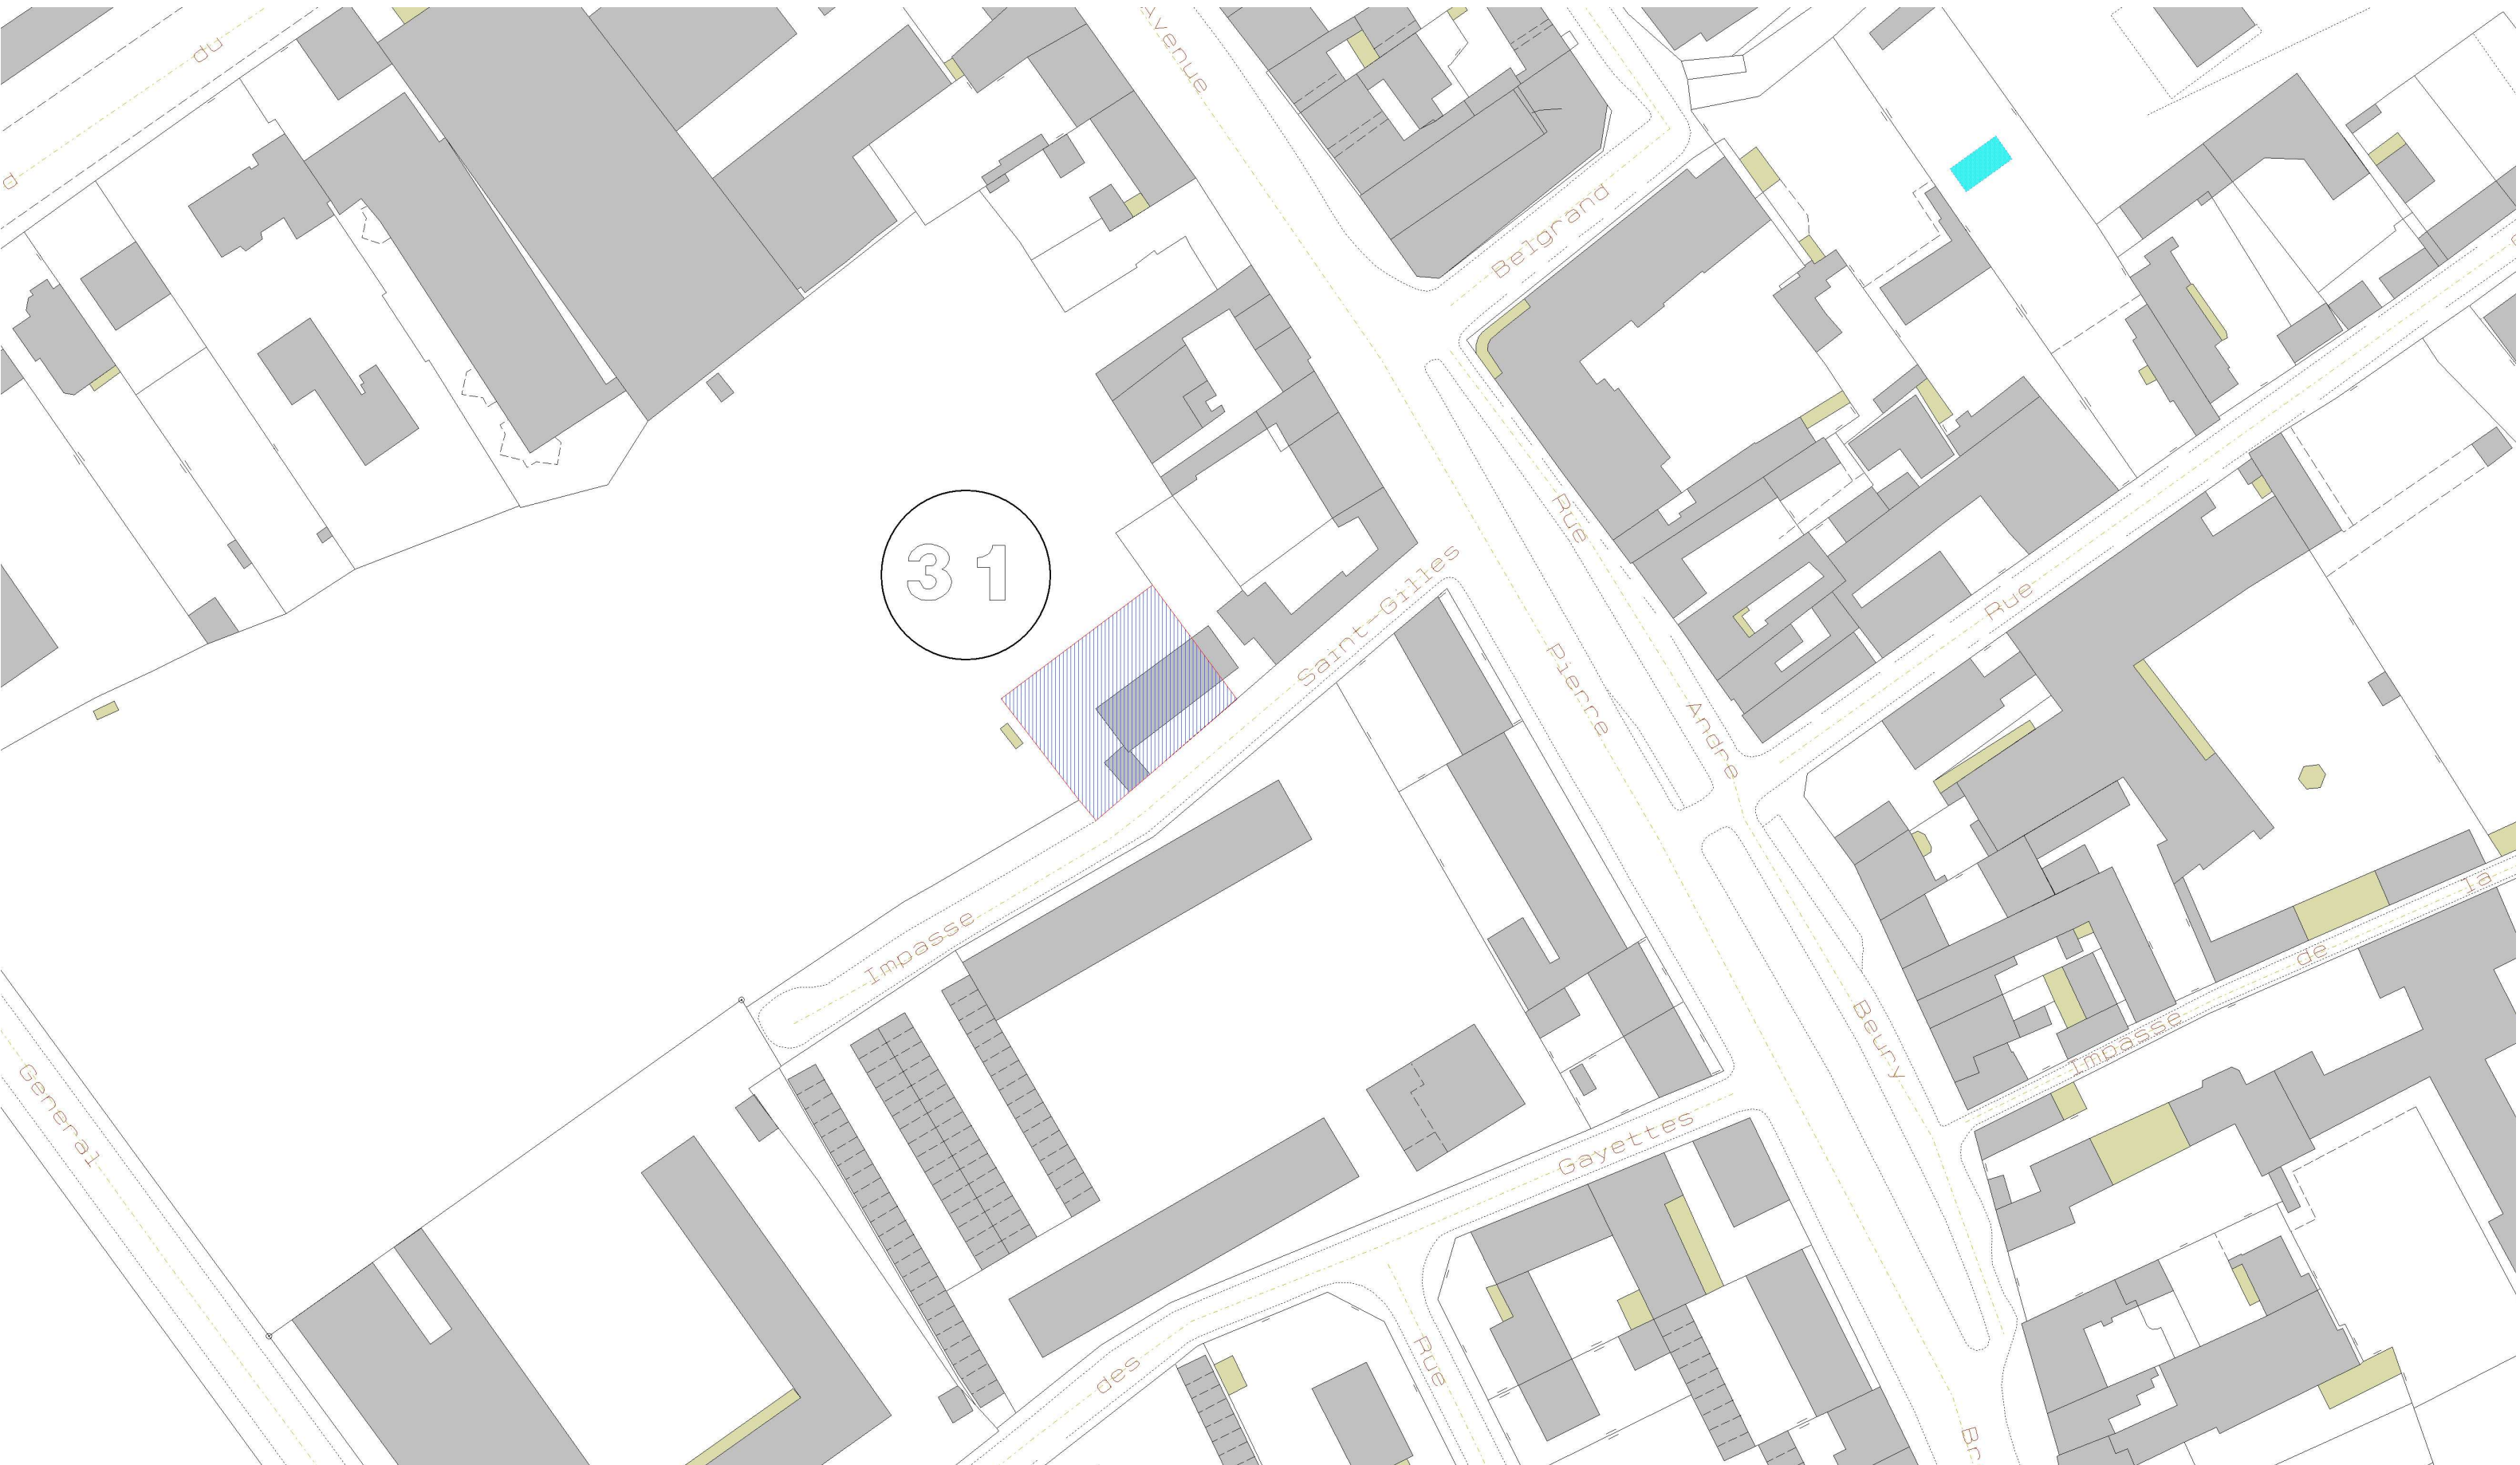 du
Avenue
Belgrand
31
Rue
Saint-Gilles
Rue
Pierre
Andre
la
Impasse
de
Beury
Impasse
General
Gayettes
des
Rue